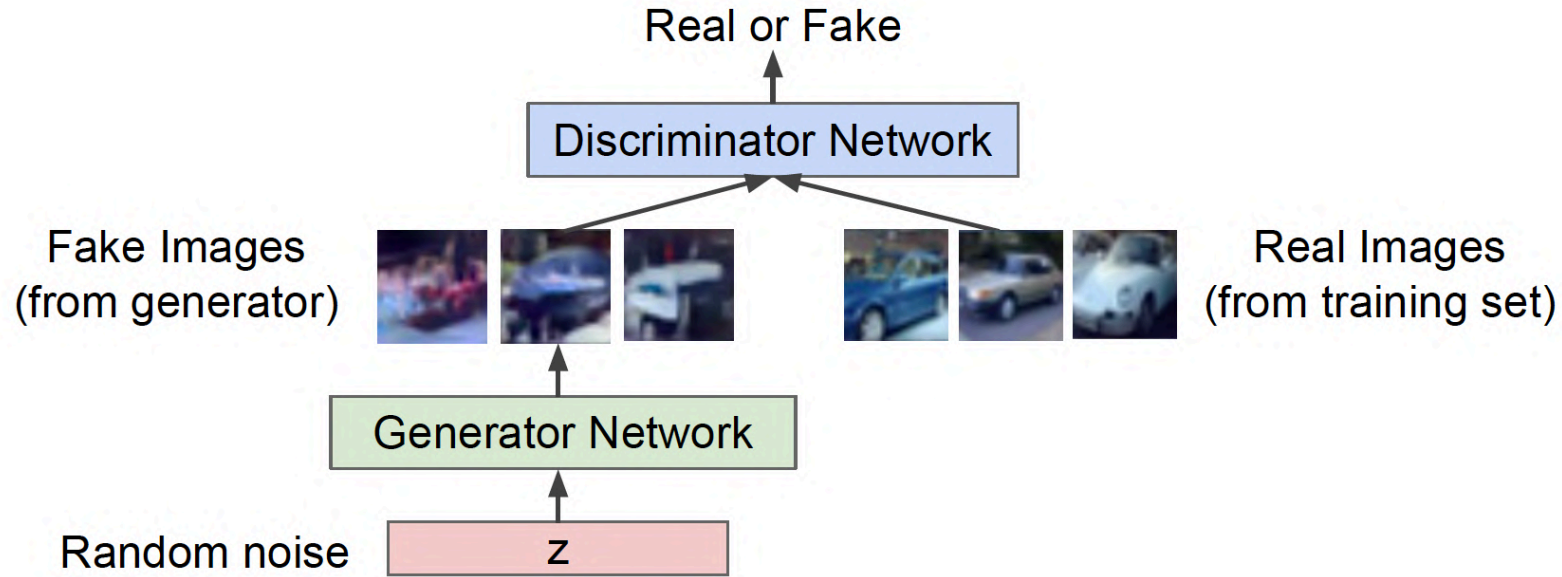 Real or Fake
Discriminator Network
Fake Images
(from generator)
Real Images
(from training set)
Generator Network
Random noise
z